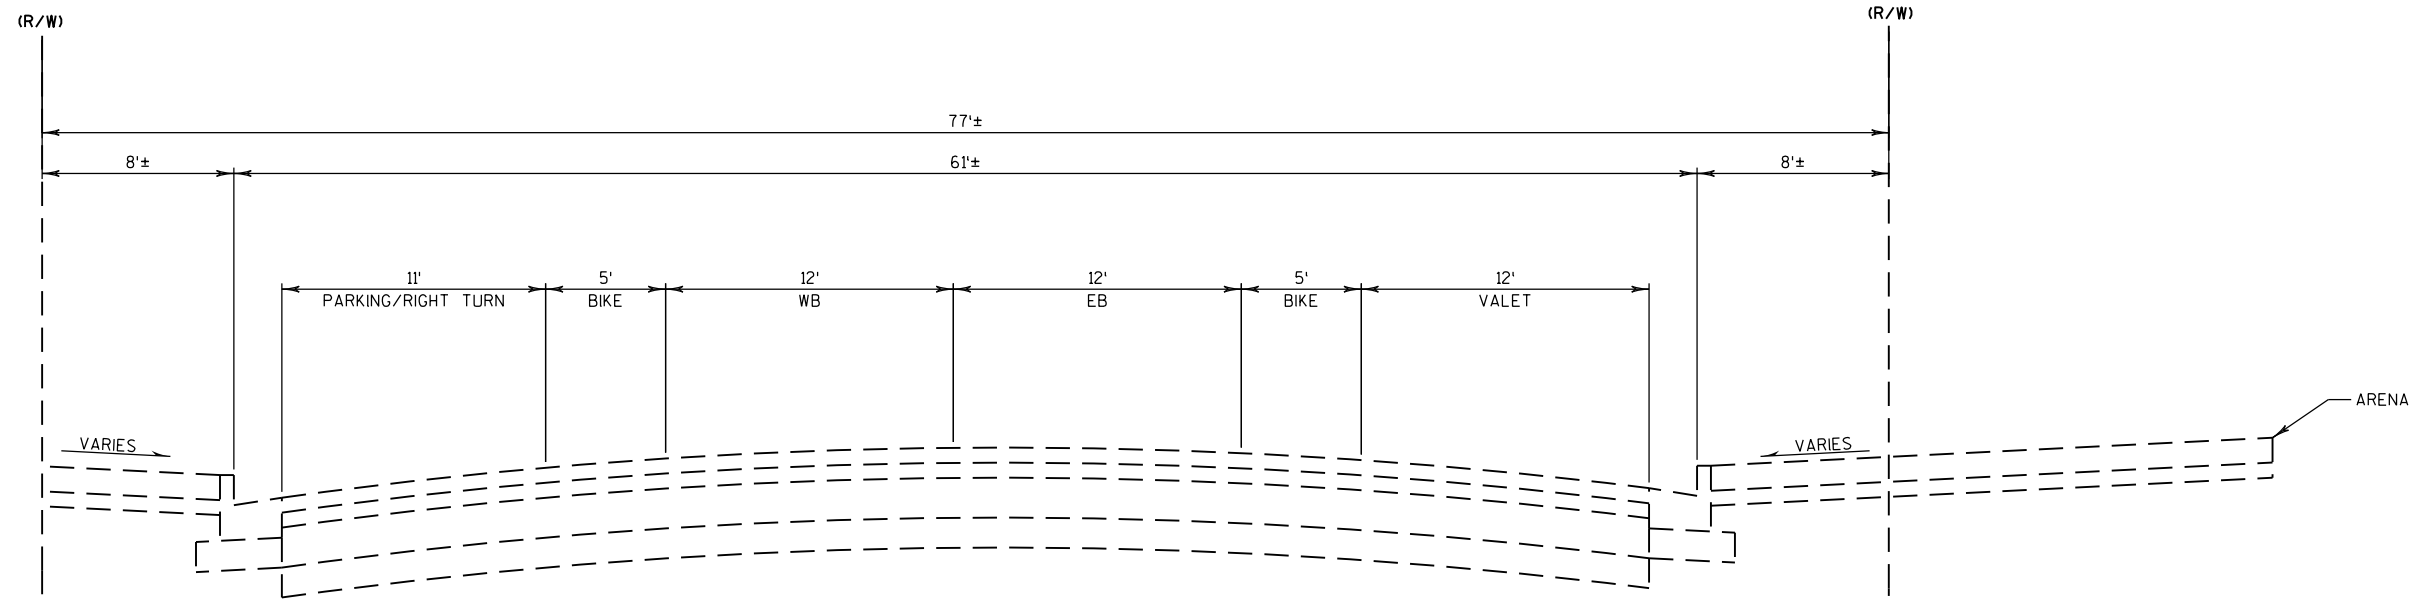 (R/W)
(R/W)
77'±
8'±
61'±
8'±
11'
5'
12'
12'
5'
12'
PARKING/RIGHT TURN
BIKE
WB
EB
BIKE
VALET
ARENA
VARIES
VARIES